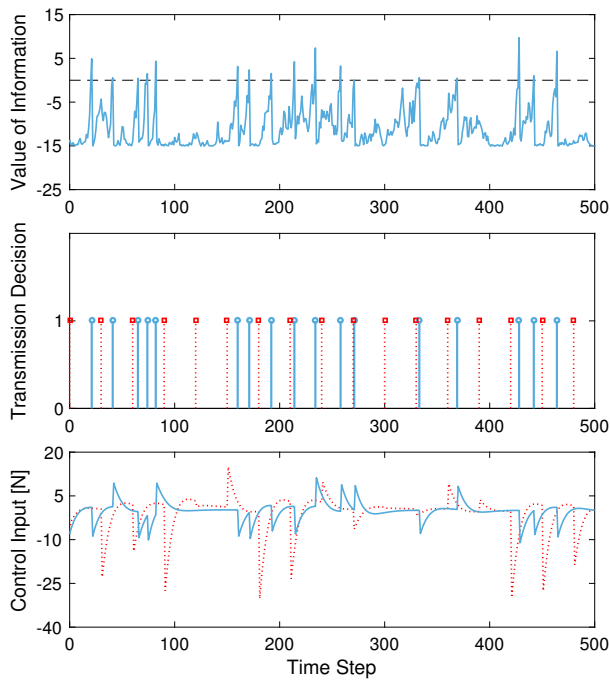 Value of Information
15
5
-5
-15
-25
0 100 200 300 400 500
Transmission Decision
1
0
0 100 200 300 400 500
Control Input [N]
20
5
-10
-25
-40
0 100 200 300 400 500
Time Step